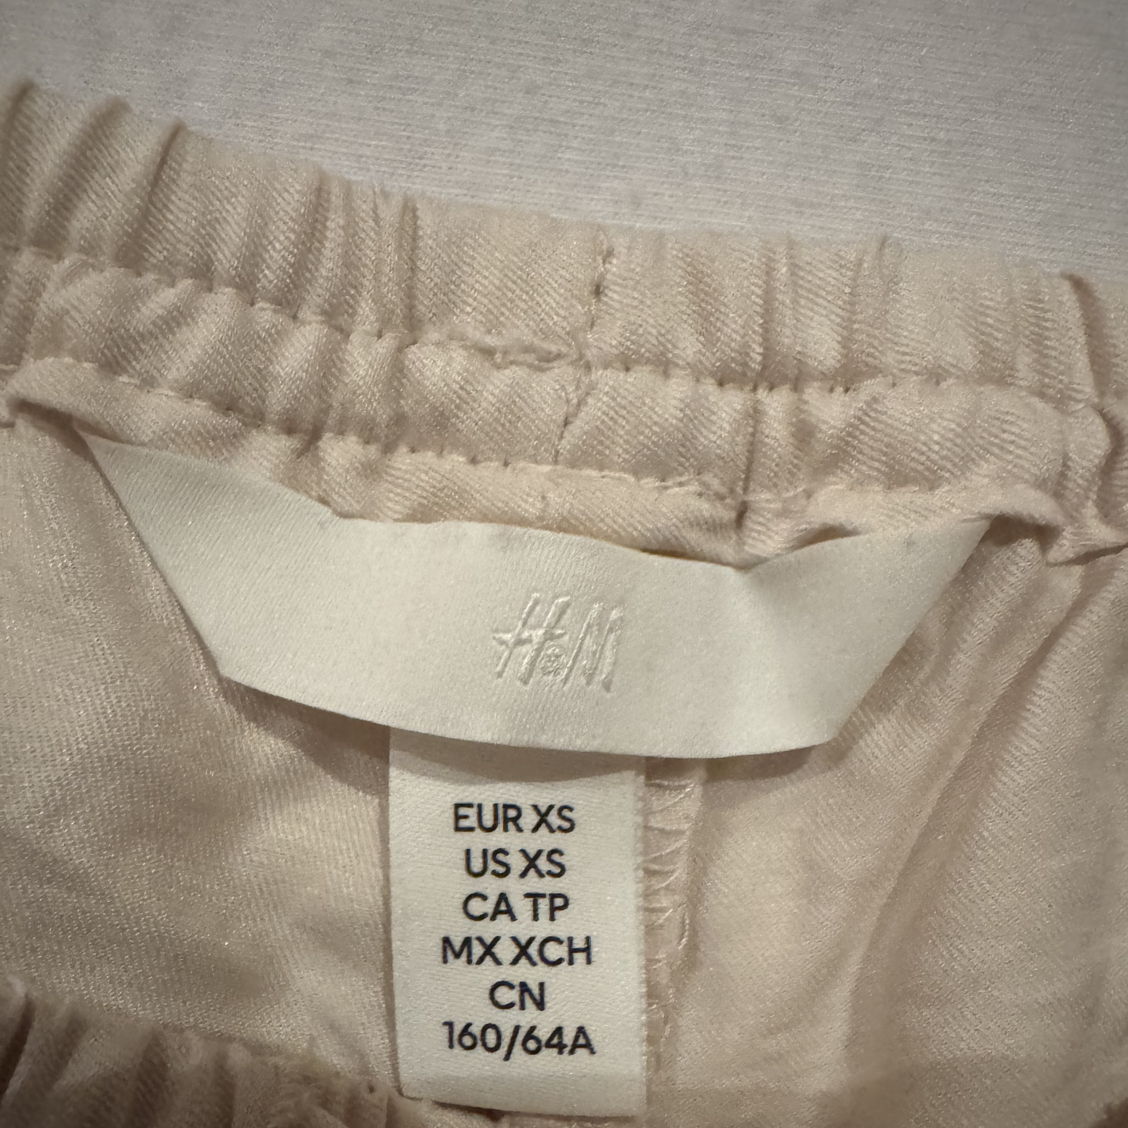 H&M
EUR XS
US XS
CA TP
MX XCH
CN
160/64A